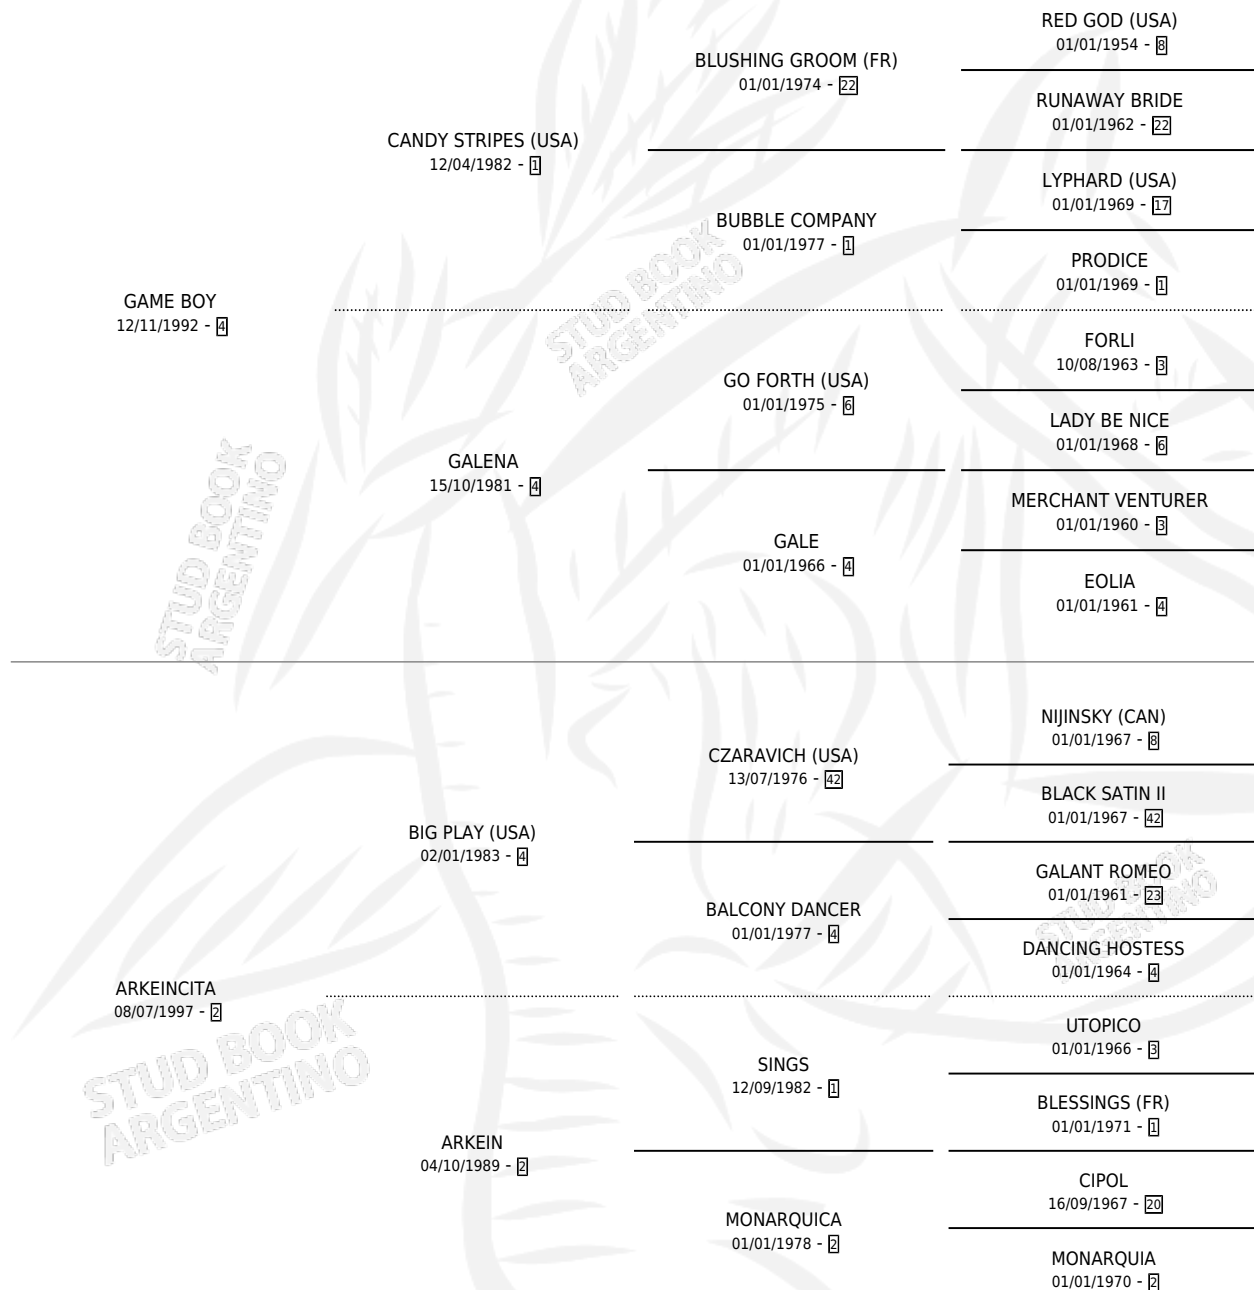 GAME BOY
12/11/1992 - 4
CANDY STRIPES (USA)
12/04/1982 - 1
BLUSHING GROOM (FR)
01/01/1974 - 22
RED GOD (USA)
01/01/1954 - 8
RUNAWAY BRIDE
01/01/1962 - 22
BUBBLE COMPANY
01/01/1977 - 1
LYPHARD (USA)
01/01/1969 - 17
PRODICE
01/01/1969 - 1
GALENA
15/10/1981 - 4
GO FORTH (USA)
01/01/1975 - 6
FORLI
10/08/1963 - 3
LADY BE NICE
01/01/1968 - 6
GALE
01/01/1966 - 4
MERCHANT VENTURER
01/01/1960 - 3
EOLIA
01/01/1961 - 4
ARKEINCITA
08/07/1997 - 2
BIG PLAY (USA)
02/01/1983 - 4
CZARAVICH (USA)
13/07/1976 - 42
NIJINSKY (CAN)
01/01/1967 - 8
BLACK SATIN II
01/01/1967 - 42
BALCONY DANCER
01/01/1977 - 4
GALANT ROMEO
01/01/1961 - 23
DANCING HOSTESS
01/01/1964 - 4
ARKEIN
04/10/1989 - 2
SINGS
12/09/1982 - 1
UTOPICO
01/01/1966 - 3
BLESSINGS (FR)
01/01/1971 - 1
MONARQUICA
01/01/1978 - 2
CIPOL
16/09/1967 - 20
MONARQUIA
01/01/1970 - 2
STUD BOOK
ARGENTINO
STUD BOOK
ARGENTINO
STUD BOOK
ARGENTINO
STUD BOOK
ARGENTINO